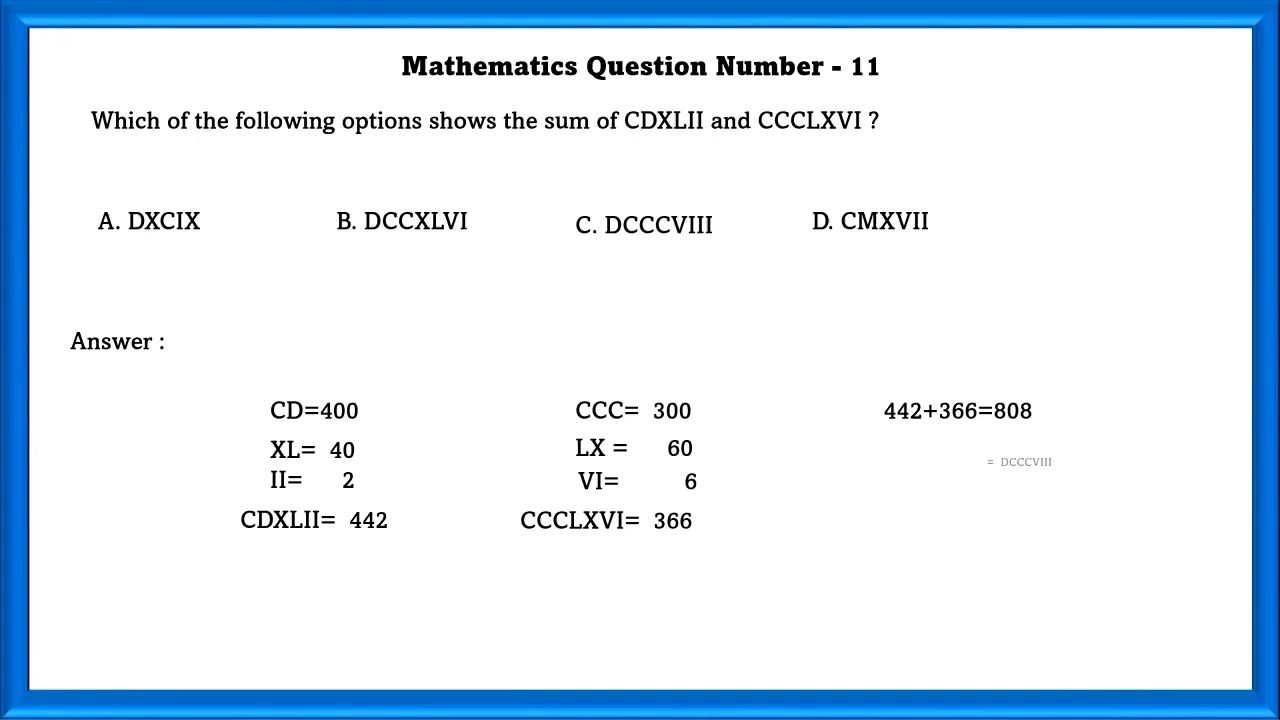 Mathematics Question Number - 11
Which of the following options shows the sum of CDXLII and CCCLXVI ?
A. DXCIX B. DCCXLVI C. DCCCVIII D. CMXVII
Answer :
CD=400 CCC= 300 442+366=808
XL= 40 LX = 60 = DCCCVIII
II= 2 VI= 6
CDXLII= 442 CCCLXVI= 366